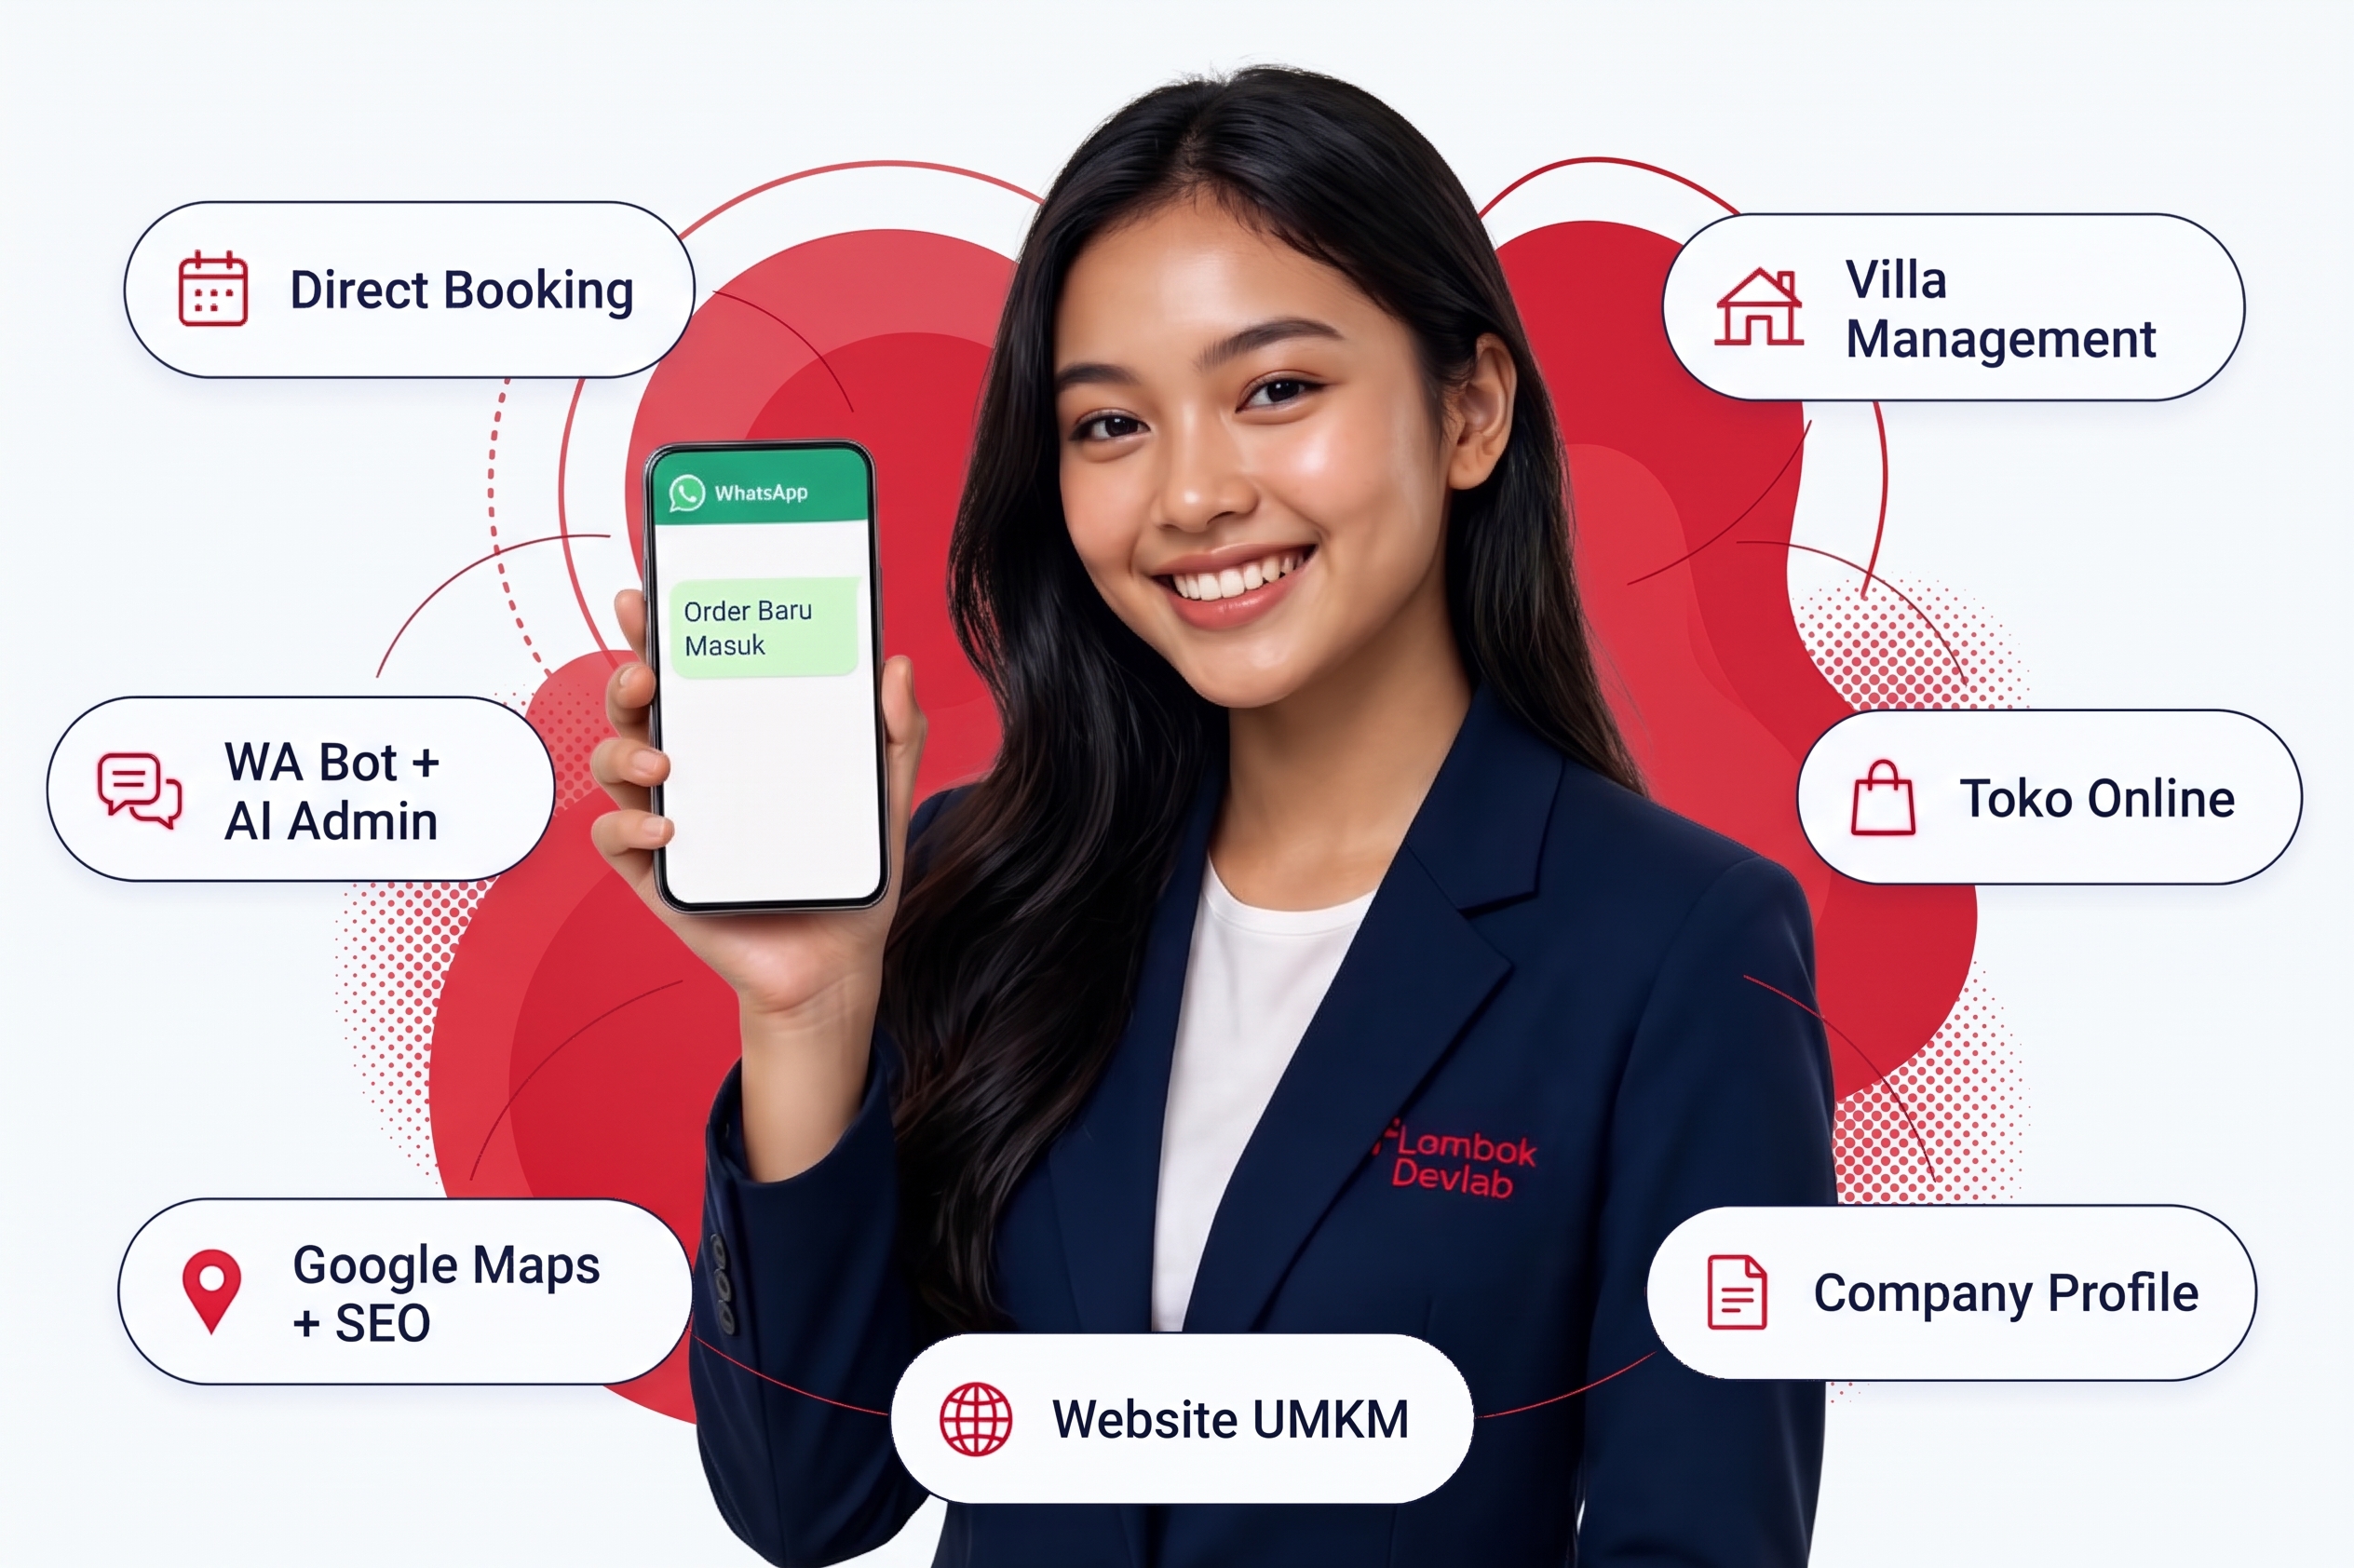 Direct Booking
Villa
Management
WhatsApp
Order Baru
Masuk
WA Bot +
AI Admin
Toko Online
Lombok
Devlab
Google Maps
+ SEO
Company Profile
Website UMKM